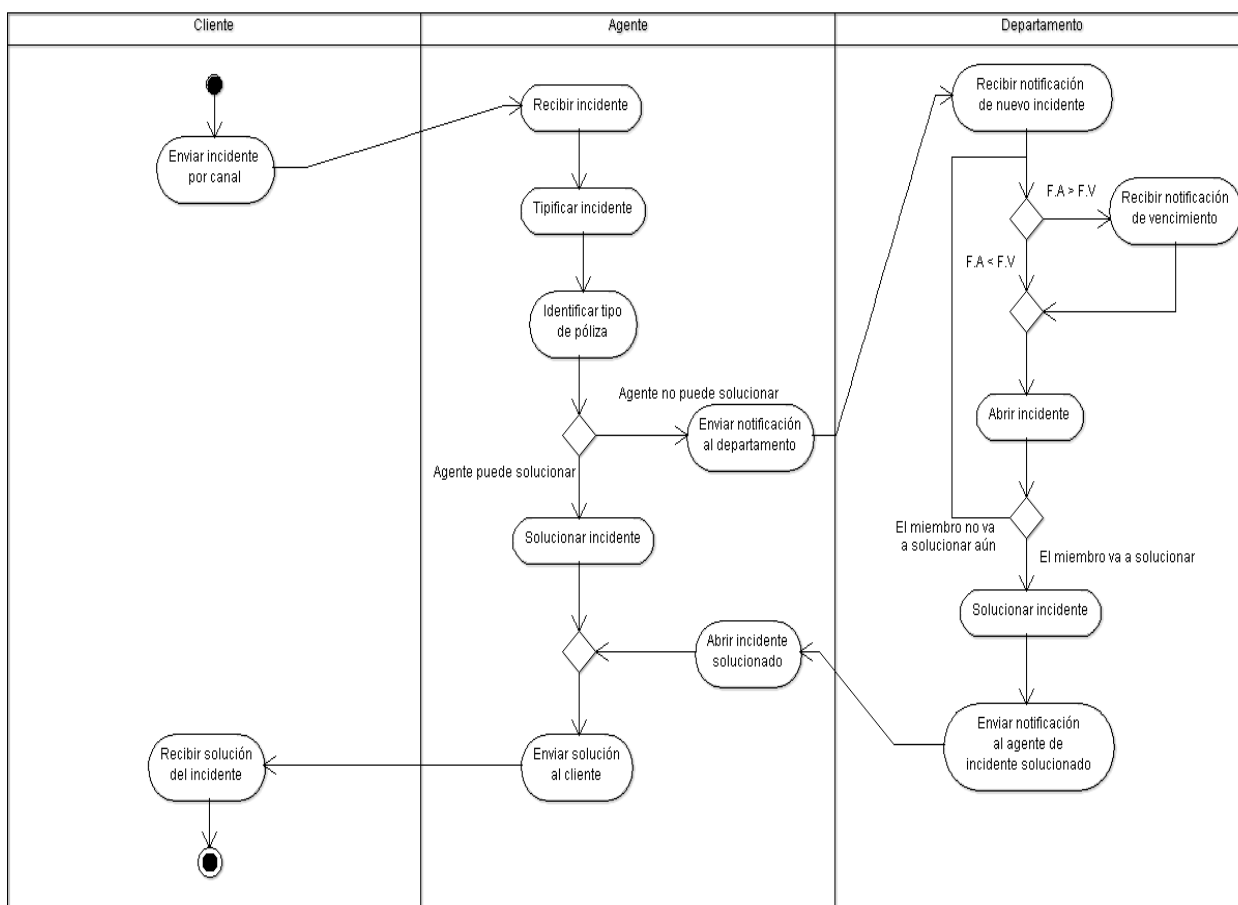 Cliente
Agente
Departamento
Enviar incidente
por canal
Recibir incidente
Tipificar incidente
Identificar tipo
de póliza
Agente no puede solucionar
Enviar notificación
al departamento
Agente puede solucionar
Solucionar incidente
Abrir incidente
solucionado
Enviar solución
al cliente
Recibir solución
del incidente
Recibir notificación
de nuevo incidente
F.A > F.V
Recibir notificación
de vencimiento
F.A < F.V
Abrir incidente
El miembro no va
a solucionar aún
El miembro va a solucionar
Solucionar incidente
Enviar notificación
al agente de
incidente solucionado